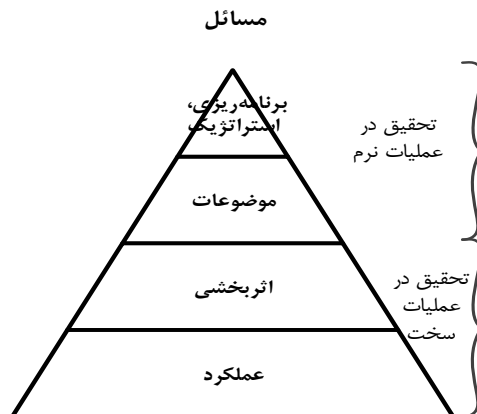 مسائل
برنامه‌ریزی،
استراتژیک
تحقیق در
عملیات نرم
موضوعات
اثربخشی
تحقیق در
عملیات
سخت
عملکرد